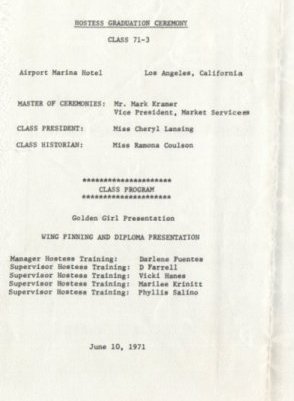 HOSTESS GRADUATION CEREMONY
CLASS 71-3
Airport Marina Hotel Los Angeles, California
MASTER OF CEREMONIES: Mr. Mark Kramer
Vice President, Market Services
CLASS PRESIDENT: Miss Cheryl Lansing
CLASS HISTORIAN: Miss Ramona Coulson
*********************
CLASS PROGRAM
*********************
Golden Girl Presentation
WING PINNING AND DIPLOMA PRESENTATION
Manager Hostess Training: Darlene Fuentes
Supervisor Hostess Training: D Farrell
Supervisor Hostess Training: Vicki Hanes
Supervisor Hostess Training: Marilee Krinitt
Supervisor Hostess Training: Phyllis Salino
June 10, 1971